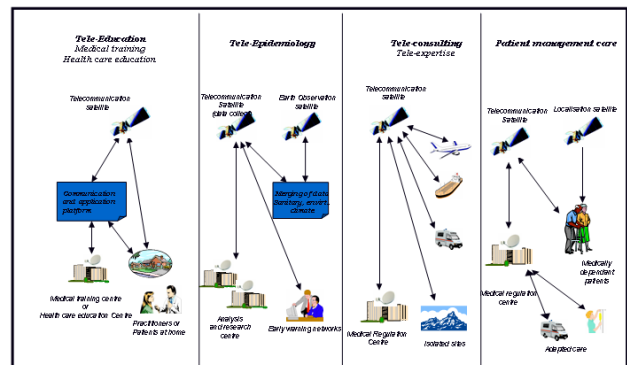 Tele-Education
Medical training
Health care education
Telecommunication
satellite
Communication
and application
platform
Medical training centre
or
Health care education Centre
Practitioners or
Patients at home
Tele-Epidemiology
Telecommunication
Satellite
(data collect)
Earth Observation
satellite
Merging of data
Sanitary, envirt.,
climate
Analysis
and research
centre
Early warning networks
Tele-consulting
Tele-expertise
Telecommunication
satellite
Medical Regulation
Centre
Isolated sites
Patient management care
Telecommunication
Satellite
Localisation satellite
Medical regulation
centre
Medically
dependant
patients
Adapted care